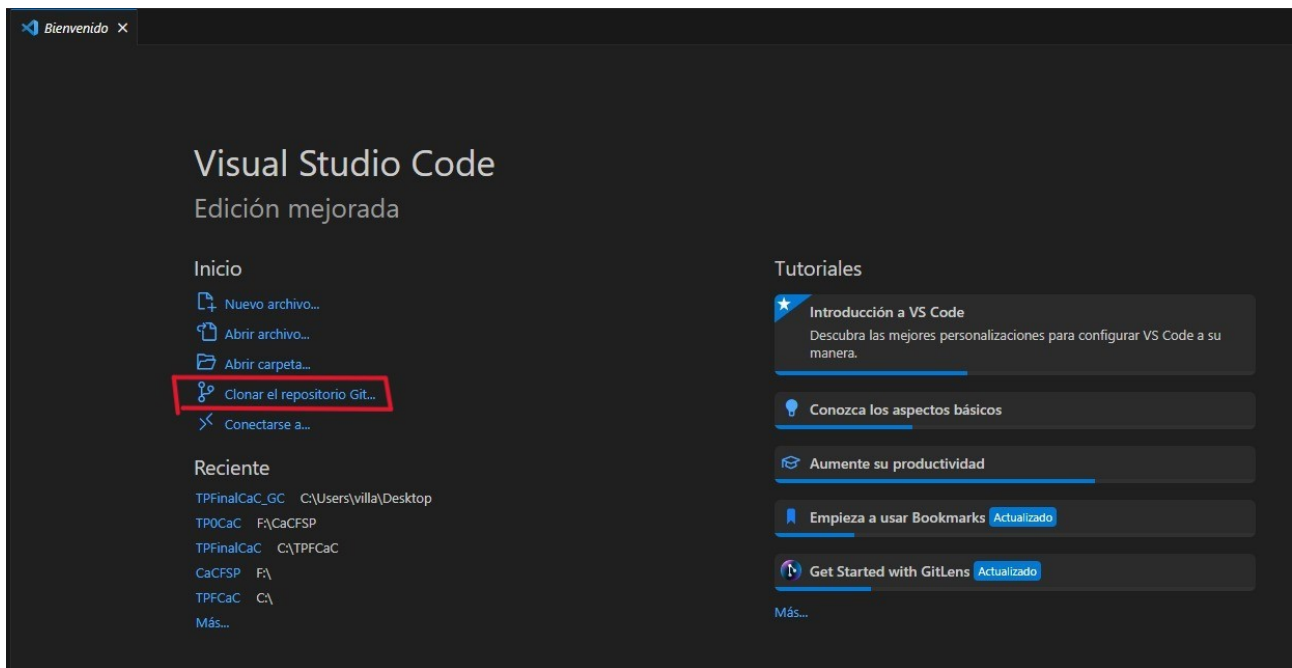 Bienvenido
Visual Studio Code
Edición mejorada
Inicio
Nuevo archivo...
Abrir archivo...
Abrir carpeta...
Clonar el repositorio Git...
Conectarse a...
Reciente
TPFinalCaC_GC C:\Users\villa\Desktop
TP0CaC F:\CaCFSP
TPFinalCaC C:\TPFCaC
CaCFSP F:\
TPFCaC C:\
Más...
Tutoriales
Introducción a VS Code
Descubra las mejores personalizaciones para configurar VS Code a su
manera.
Conozca los aspectos básicos
Aumente su productividad
Empieza a usar Bookmarks Actualizado
Get Started with GitLens Actualizado
Más...